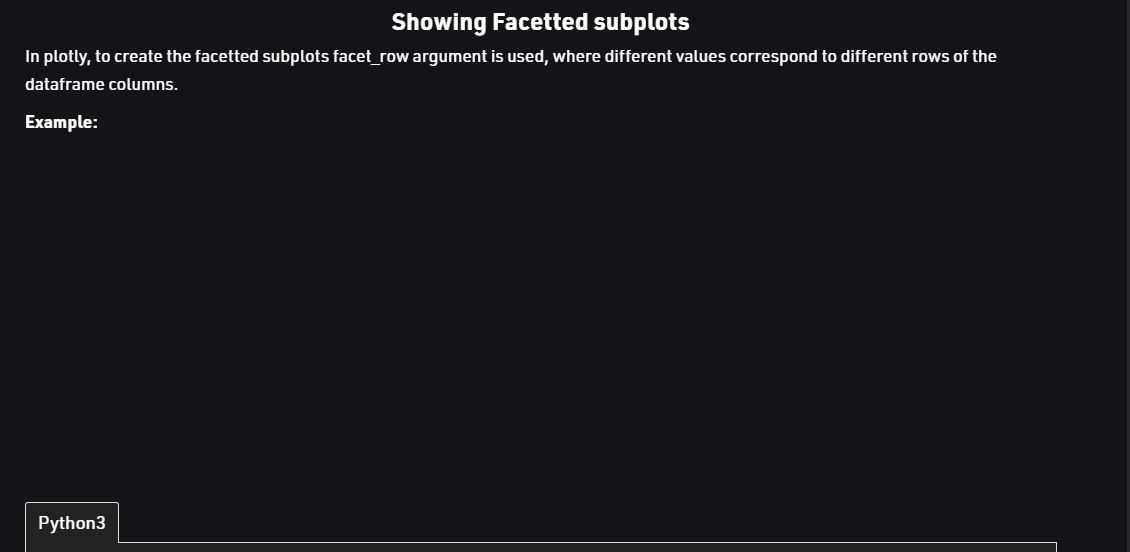 Showing Facetted subplots
In plotly, to create the facetted subplots facet_row argument is used, where different values correspond to different rows of the
dataframe columns.
Example:
Python3